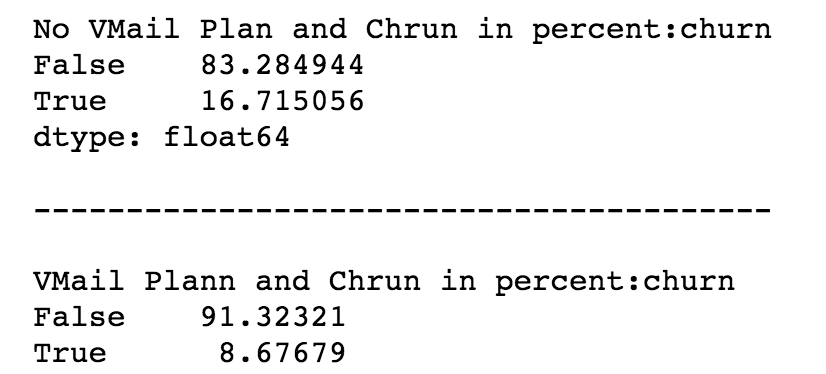 No VMail Plan and Chrun in percent:churn
False    83.284944
True     16.715056
dtype: float64
----------------------------------------
VMail Plann and Chrun in percent:churn
False    91.32321
True      8.67679